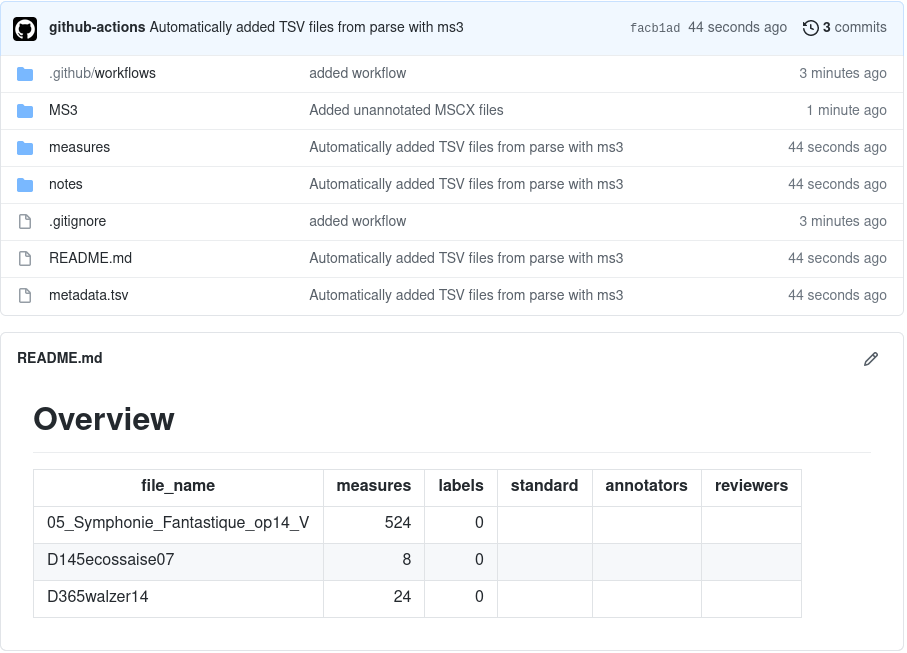 github-actions Automatically added TSV files from parse with ms3 facb1ad 44 seconds ago 3 commits
.github/workflows added workflow 3 minutes ago
MS3 Added unannotated MSCX files 1 minute ago
measures Automatically added TSV files from parse with ms3 44 seconds ago
notes Automatically added TSV files from parse with ms3 44 seconds ago
.gitignore added workflow 3 minutes ago
README.md Automatically added TSV files from parse with ms3 44 seconds ago
metadata.tsv Automatically added TSV files from parse with ms3 44 seconds ago
README.md
Overview
file_name measures labels standard annotators reviewers
05_Symphonie_Fantastique_op14_V 524 0
D145ecossaise07 8 0
D365walzer14 24 0